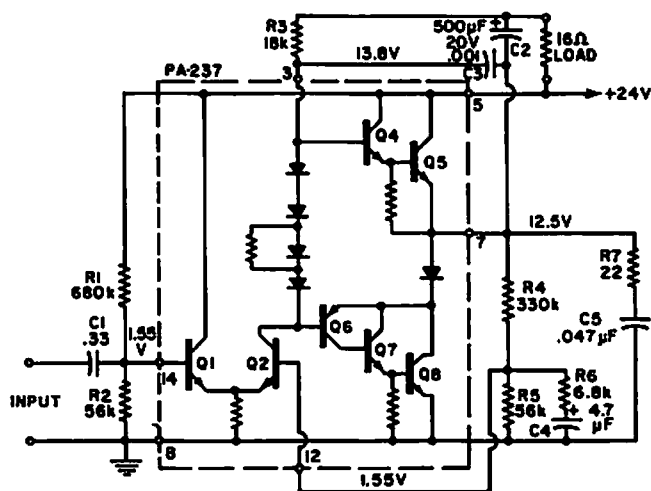 R3
18k
500µF
20V
.001
C3
+
C2
16Ω
LOAD
13.8V
PA-237
3
5
+24V
Q4
Q5
7
12.5V
R7
22
R1
680k
R4
330k
C5
.047µF
C1
.33
1.55
V
14
Q1
Q2
Q6
Q7
Q8
R2
56k
INPUT
R5
56k
R6
6.8k
+
4.7
µF
C4
8
12
1.55V